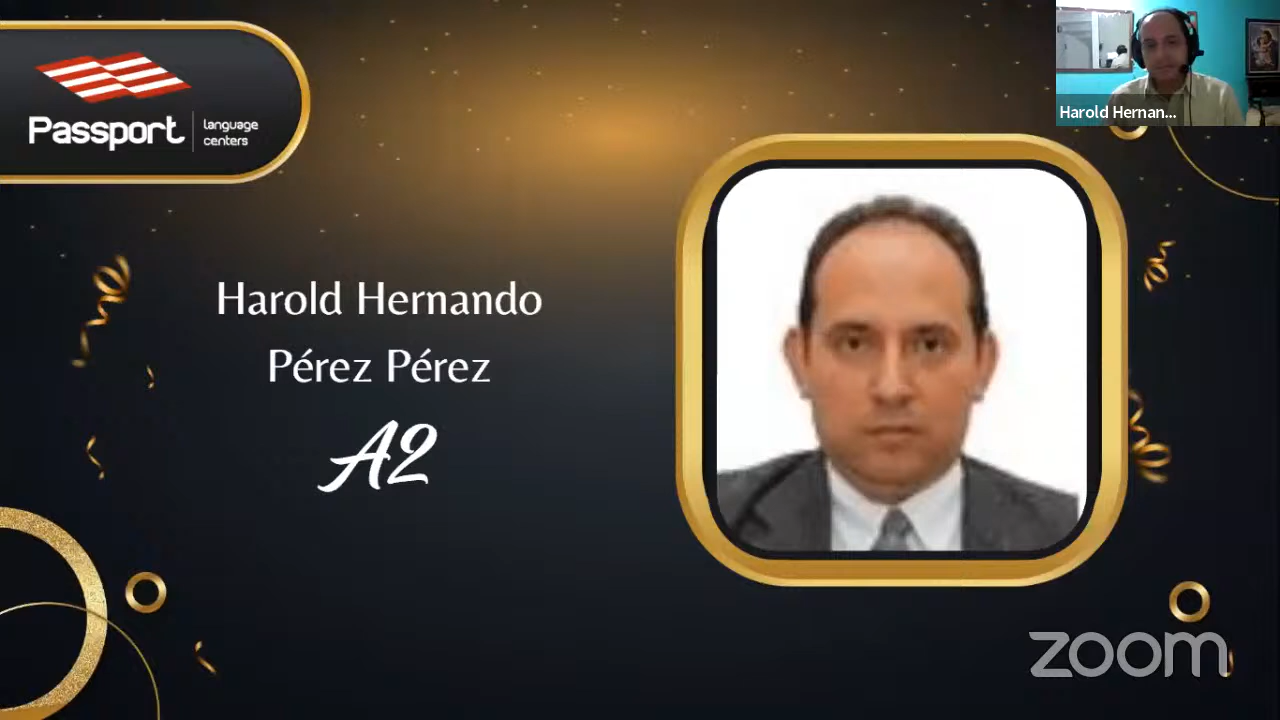 Passport
language
centers
Harold Hernan...
Harold Hernando
Pérez Pérez
A2
zoom